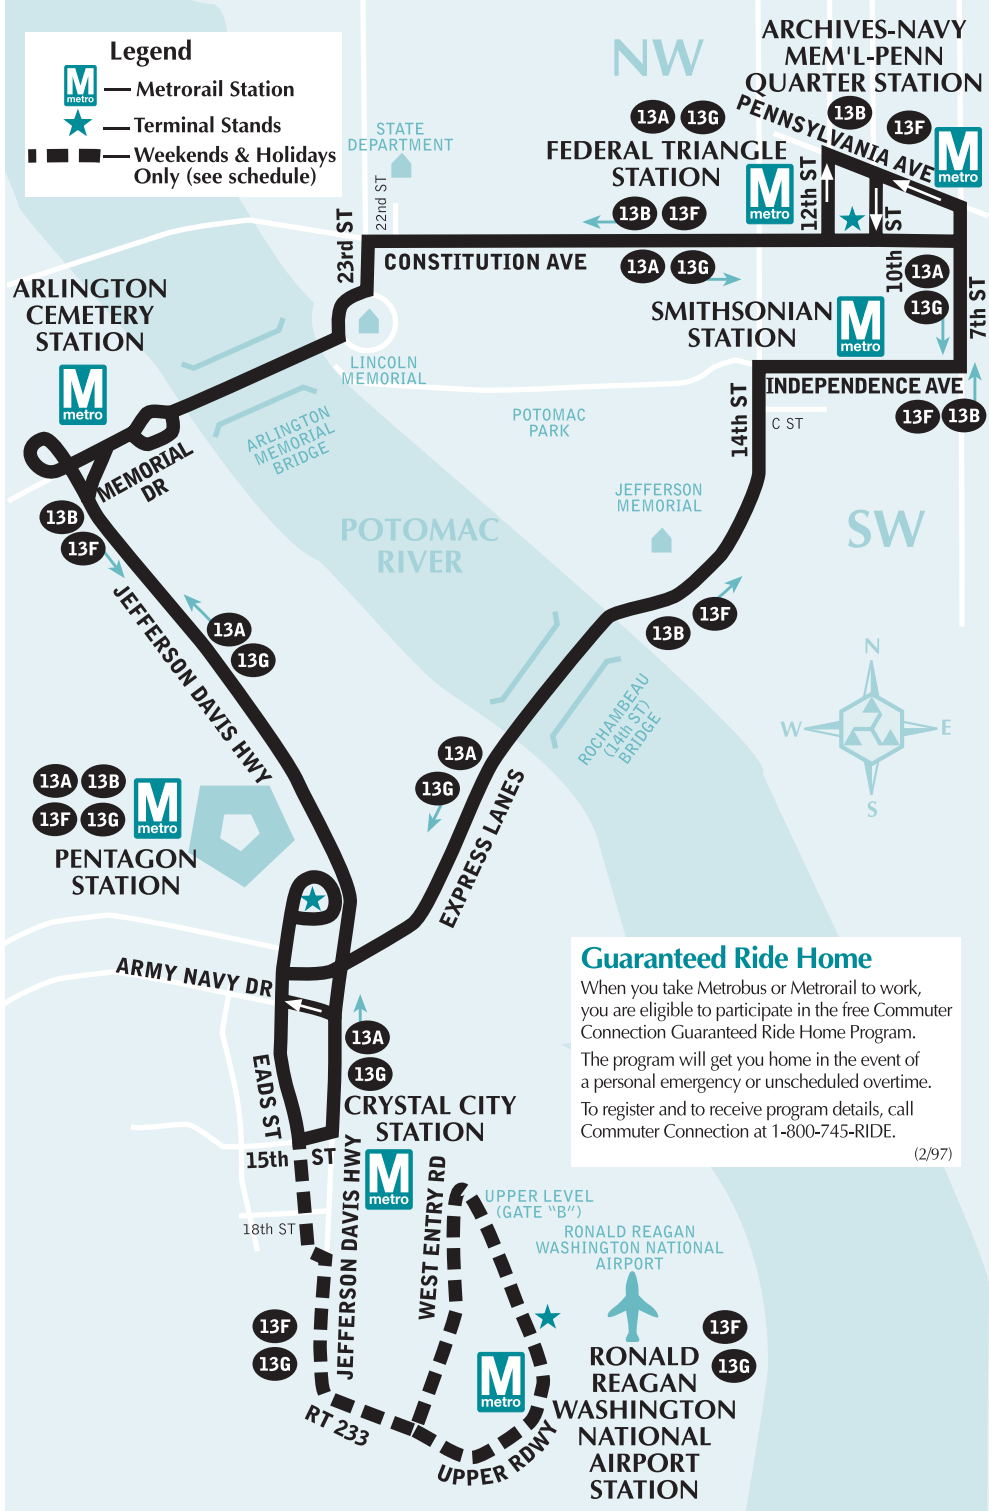 Legend
M
metro
Metrorail Station
Terminal Stands
Weekends & Holidays
Only (see schedule)
NW
ARCHIVES-NAVY
MEM'L-PENN
QUARTER STATION
PENNSYLVANIA AVE
13B
13F
M
metro
13A 13G
FEDERAL TRIANGLE
STATION
M
metro
13B 13F
12th ST
10th ST
7th ST
STATE
DEPARTMENT
22nd ST
23rd ST
CONSTITUTION AVE
13A 13G
13A
13G
SMITHSONIAN
STATION
M
metro
INDEPENDENCE AVE
13F 13B
14th ST
C ST
ARLINGTON
CEMETERY
STATION
M
metro
LINCOLN
MEMORIAL
ARLINGTON
MEMORIAL
BRIDGE
POTOMAC
PARK
MEMORIAL
DR
13B
13F
JEFFERSON
MEMORIAL
POTOMAC
RIVER
SW
JEFFERSON DAVIS HWY
13A
13G
13F
13B
ROCHAMBEAU
(14th ST)
BRIDGE
N
W
E
S
13A
13G
EXPRESS LANES
13A 13B
13F 13G
M
metro
PENTAGON
STATION
ARMY NAVY DR
13A
13G
EADS ST
15th ST
CRYSTAL CITY
STATION
M
metro
18th ST
JEFFERSON DAVIS HWY
WEST ENTRY RD
UPPER LEVEL
(GATE "B")
RONALD REAGAN
WASHINGTON NATIONAL
AIRPORT
13F
13G
13F
13G
M
metro
RONALD
REAGAN
WASHINGTON
NATIONAL
AIRPORT
STATION
RT 233
UPPER RDWY
Guaranteed Ride Home
When you take Metrobus or Metrorail to work,
you are eligible to participate in the free Commuter
Connection Guaranteed Ride Home Program.
The program will get you home in the event of
a personal emergency or unscheduled overtime.
To register and to receive program details, call
Commuter Connection at 1-800-745-RIDE.
(2/97)